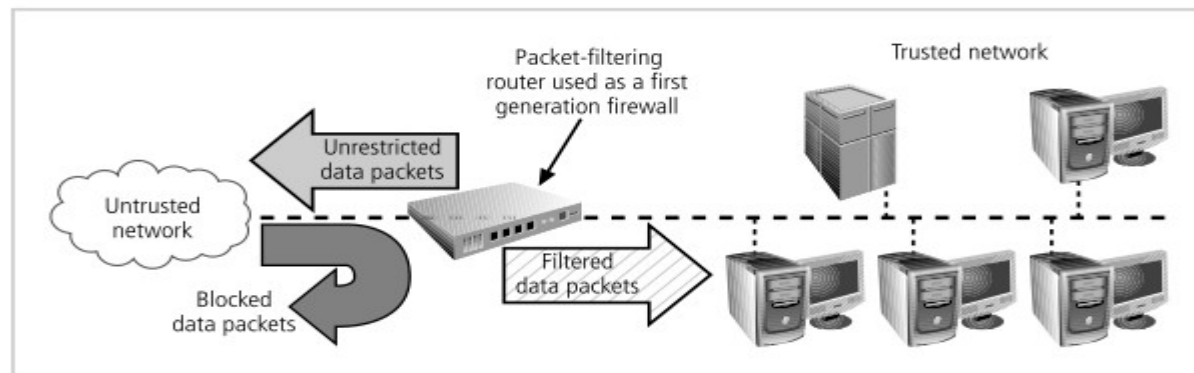 Packet-filtering
router used as a first
generation firewall
Trusted network
Unrestricted
data packets
Untrusted
network
Filtered
data packets
Blocked
data packets